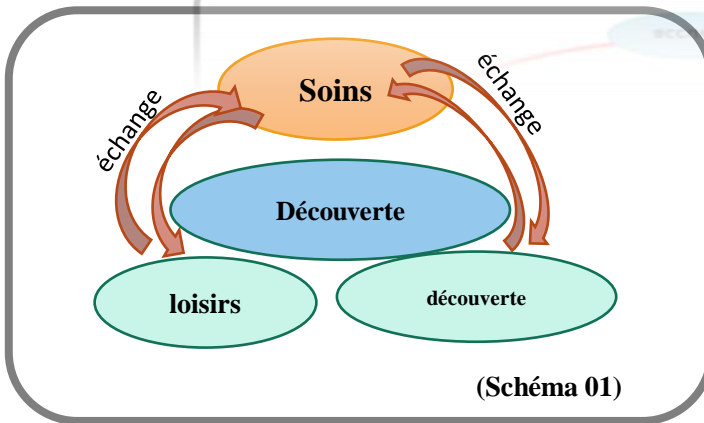 Soins
échange
échange
Découverte
loisirs
découverte
(Schéma 01)